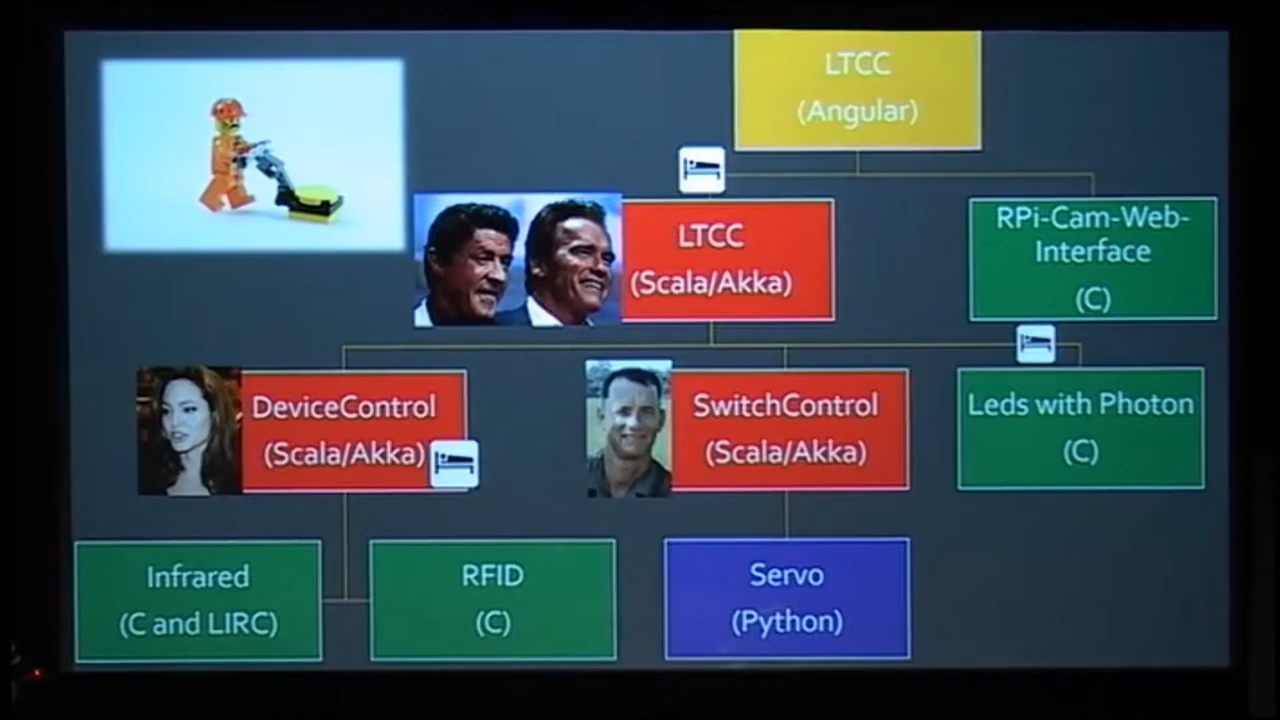 LTCC
(Angular)
LTCC
(Scala/Akka)
RPi-Cam-Web-
Interface
(C)
DeviceControl
(Scala/Akka)
SwitchControl
(Scala/Akka)
Leds with Photon
(C)
Infrared
(C and LIRC)
RFID
(C)
Servo
(Python)